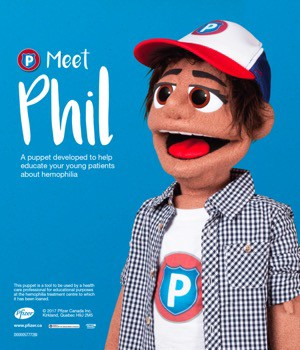 P Meet
Phil
A puppet developed to help
educate your young patients
about hemophilia
P
P
This puppet is a tool to be used by a health
care professional for educational purposes
at the hemophilia treatment centre to which
it has been loaned.
Pfizer
© 2017 Pfizer Canada Inc.
Kirkland, Quebec H9J 2M5
www.pfizer.ca